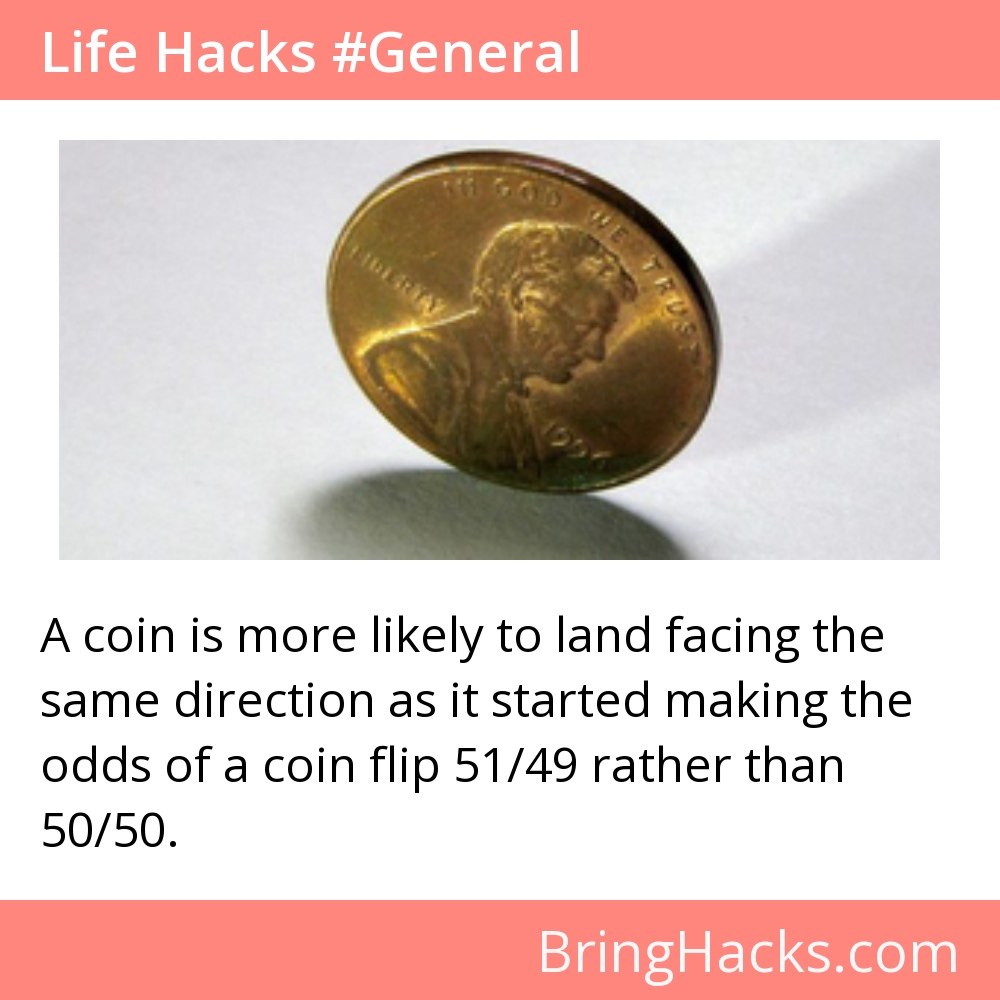 Life Hacks #General
IN GOD WE TRUST
LIBERTY
A coin is more likely to land facing the
same direction as it started making the
odds of a coin flip 51/49 rather than
50/50.
BringHacks.com